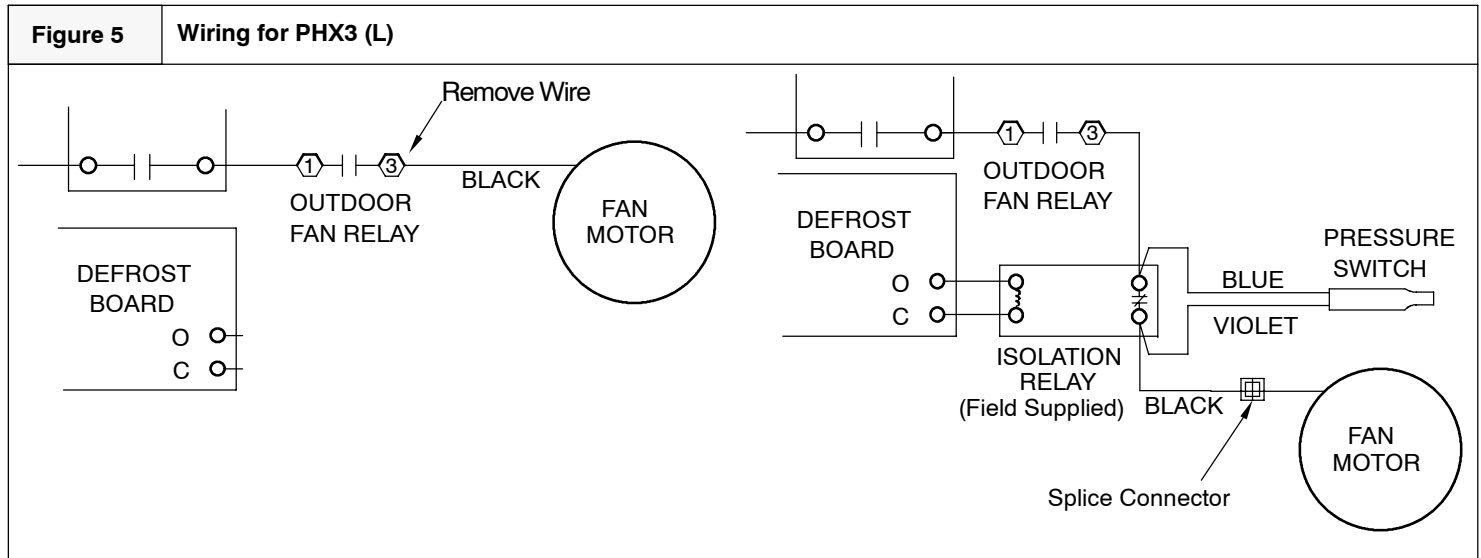 Figure 5
Wiring for PHX3 (L)
Remove Wire
1
3
BLACK
OUTDOOR
FAN RELAY
FAN
MOTOR
DEFROST
BOARD
O
C
1
3
OUTDOOR
FAN RELAY
DEFROST
BOARD
O
C
PRESSURE
SWITCH
BLUE
VIOLET
ISOLATION
RELAY
(Field Supplied)
BLACK
FAN
MOTOR
Splice Connector